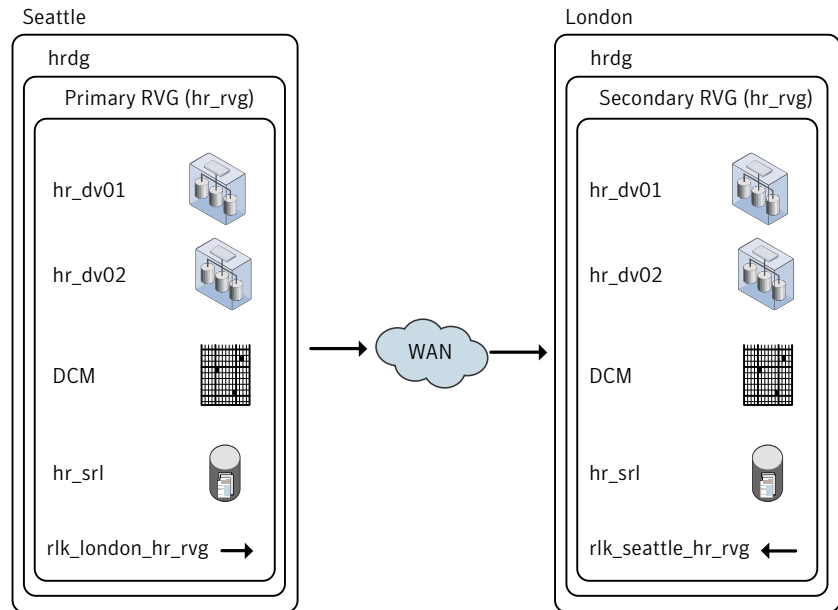 Seattle
hrdg
Primary RVG (hr_rvg)
hr_dv01
hr_dv02
DCM
hr_srl
rlk_london_hr_rvg
WAN
London
hrdg
Secondary RVG (hr_rvg)
hr_dv01
hr_dv02
DCM
hr_srl
rlk_seattle_hr_rvg